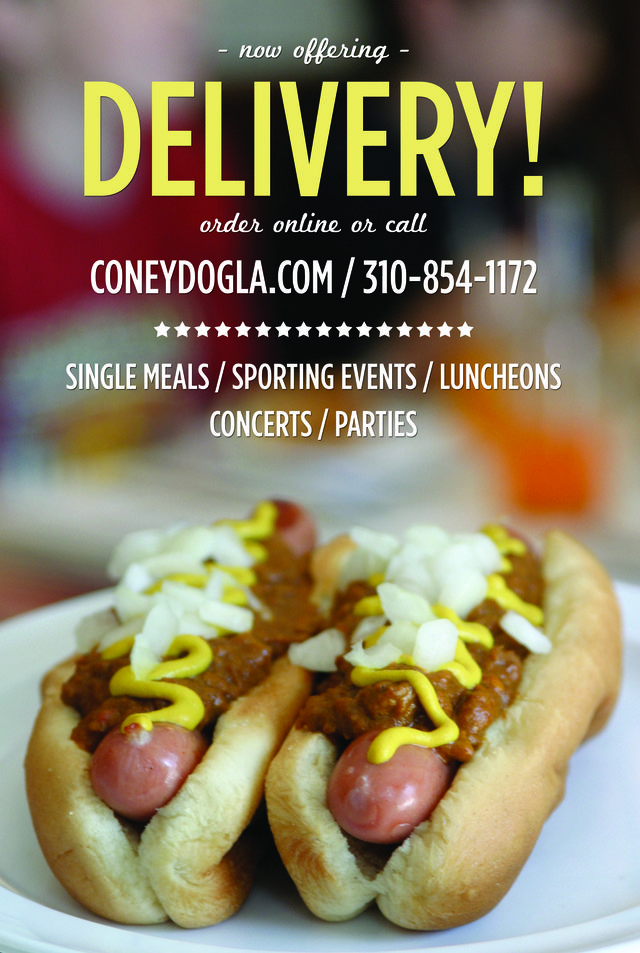 - now offering -
DELIVERY!
order online or call
CONEYDOGLA.COM / 310-854-1172
SINGLE MEALS / SPORTING EVENTS / LUNCHEONS
CONCERTS / PARTIES